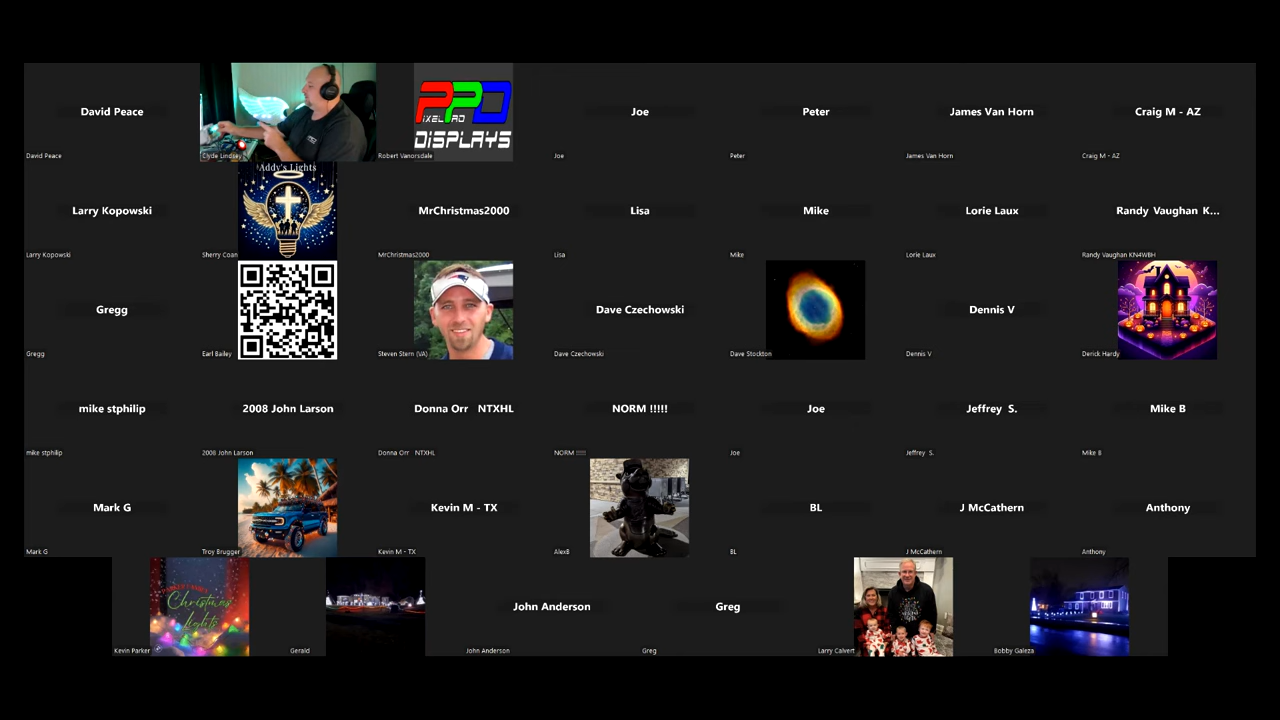 David Peace
David Peace
Clyde Lindsey
PPD
IXEL RO
DISPLAYS
Robert Vanorsdale
Joe
Joe
Peter
Peter
James Van Horn
James Van Horn
Craig M - AZ
Craig M - AZ
Larry Kopowski
Larry Kopowski
Addy's Lights
Sherry Coan
MrChristmas2000
MrChristmas2000
Lisa
Lisa
Mike
Mike
Lorie Laux
Lorie Laux
Randy Vaughan K...
Randy Vaughan KN4WBH
Gregg
Gregg
Earl Bailey
Steven Stern (VA)
Dave Czechowski
Dave Czechowski
Dave Stockton
Dennis V
Dennis V
Derick Hardy
mike stphilip
mike stphilip
2008 John Larson
2008 John Larson
Donna Orr NTXHL
Donna Orr NTXHL
NORM !!!!!
NORM !!!!!
Joe
Joe
Jeffrey S.
Jeffrey S.
Mike B
Mike B
Mark G
Mark G
Troy Brugger
Kevin M - TX
Kevin M - TX
AlexB
BL
BL
J McCathern
J McCathern
Anthony
Anthony
Christmas
Lights
Kevin Parker
Gerald
John Anderson
John Anderson
Greg
Greg
Larry Calvert
Bobby Galeza